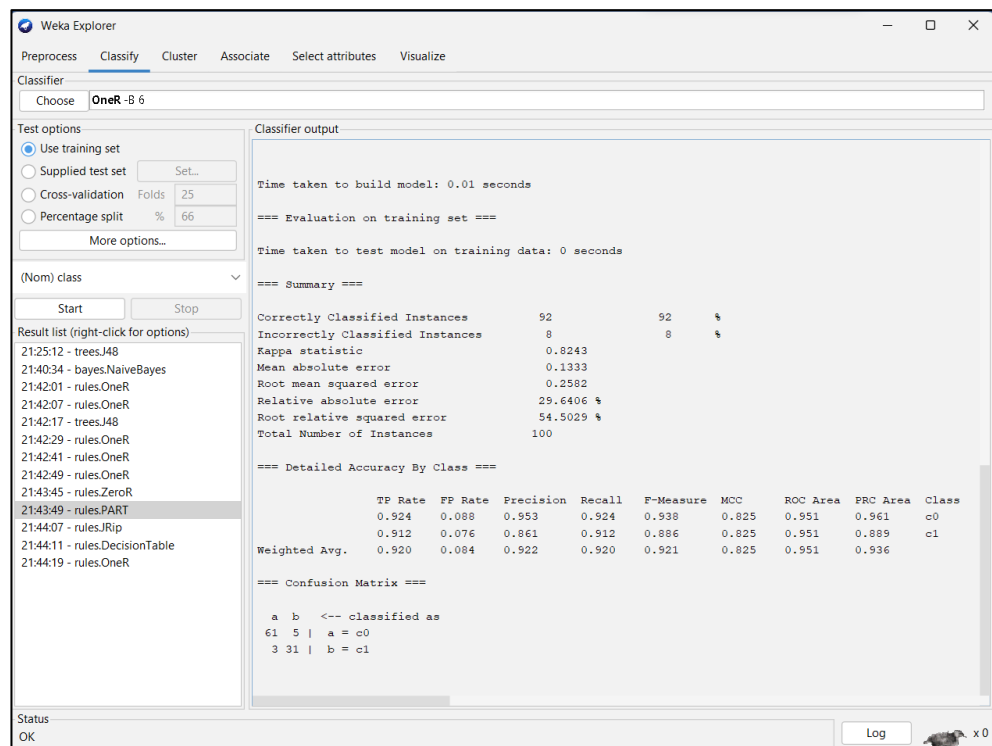 Weka Explorer
Preprocess Classify Cluster Associate Select attributes Visualize
Classifier
Choose OneR -B 6
Test options
Use training set
Supplied test set Set...
Cross-validation Folds 25
Percentage split % 66
More options...
(Nom) class
Start Stop
Result list (right-click for options)
21:25:12 - trees.J48
21:40:34 - bayes.NaiveBayes
21:42:01 - rules.OneR
21:42:07 - rules.OneR
21:42:17 - trees.J48
21:42:29 - rules.OneR
21:42:41 - rules.OneR
21:42:49 - rules.OneR
21:43:45 - rules.ZeroR
21:43:49 - rules.PART
21:44:07 - rules.JRip
21:44:11 - rules.DecisionTable
21:44:19 - rules.OneR
Classifier output
Time taken to build model: 0.01 seconds
=== Evaluation on training set ===
Time taken to test model on training data: 0 seconds
=== Summary ===
Correctly Classified Instances 92 92 %
Incorrectly Classified Instances 8 8 %
Kappa statistic 0.8243
Mean absolute error 0.1333
Root mean squared error 0.2582
Relative absolute error 29.6406 %
Root relative squared error 54.5029 %
Total Number of Instances 100
=== Detailed Accuracy By Class ===
TP Rate FP Rate Precision Recall F-Measure MCC ROC Area PRC Area Class
0.924 0.088 0.953 0.924 0.938 0.825 0.951 0.961 c0
0.912 0.076 0.861 0.912 0.886 0.825 0.951 0.889 c1
Weighted Avg. 0.920 0.084 0.922 0.920 0.921 0.825 0.951 0.936
=== Confusion Matrix ===
a b <-- classified as
61 5 | a = c0
3 31 | b = c1
Status
OK
Log x 0